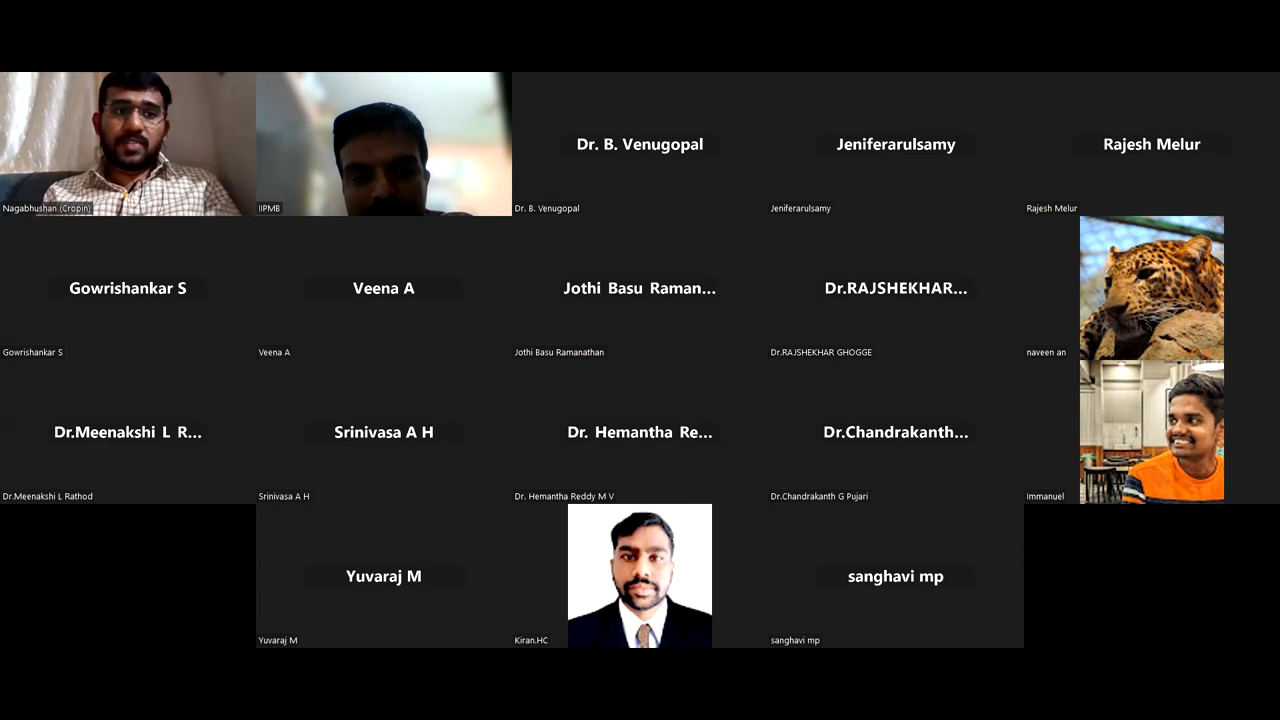 Nagabhushan (Cropin)
IIPMB
Dr. B. Venugopal
Dr. B. Venugopal
Jeniferarulsamy
Jeniferarulsamy
Rajesh Melur
Rajesh Melur
Gowrishankar S
Gowrishankar S
Veena A
Veena A
Jothi Basu Raman...
Jothi Basu Ramanathan
Dr.RAJSHEKHAR...
Dr.RAJSHEKHAR GHOGGE
naveen an
Dr.Meenakshi L R...
Dr.Meenakshi L Rathod
Srinivasa A H
Srinivasa A H
Dr. Hemantha Re...
Dr. Hemantha Reddy M V
Dr.Chandrakanth...
Dr.Chandrakanth G Pujari
Immanuel
Yuvaraj M
Yuvaraj M
Kiran.HC
sanghavi mp
sanghavi mp